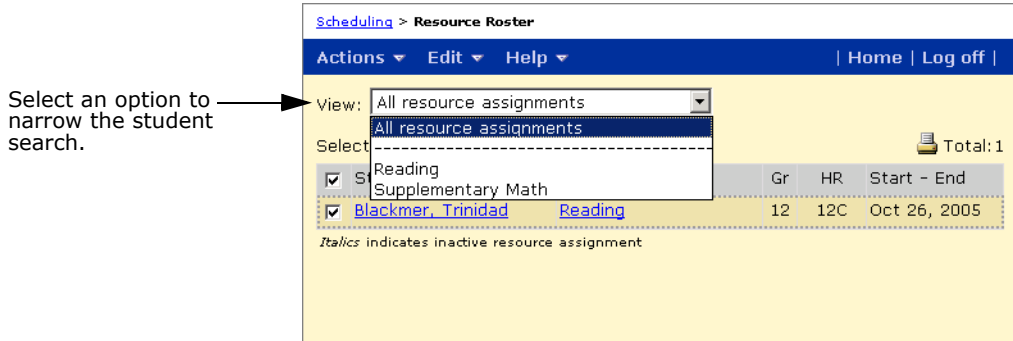 Scheduling > Resource Roster
Actions Edit Help | Home | Log off |
Select an option to
narrow the student
search.
View: All resource assignments
All resource assignments
--------------------------------------
Select Total: 1
Reading
Supplementary Math
St Gr HR Start - End
Blackmer, Trinidad Reading 12 12C Oct 26, 2005
Italics indicates inactive resource assignment